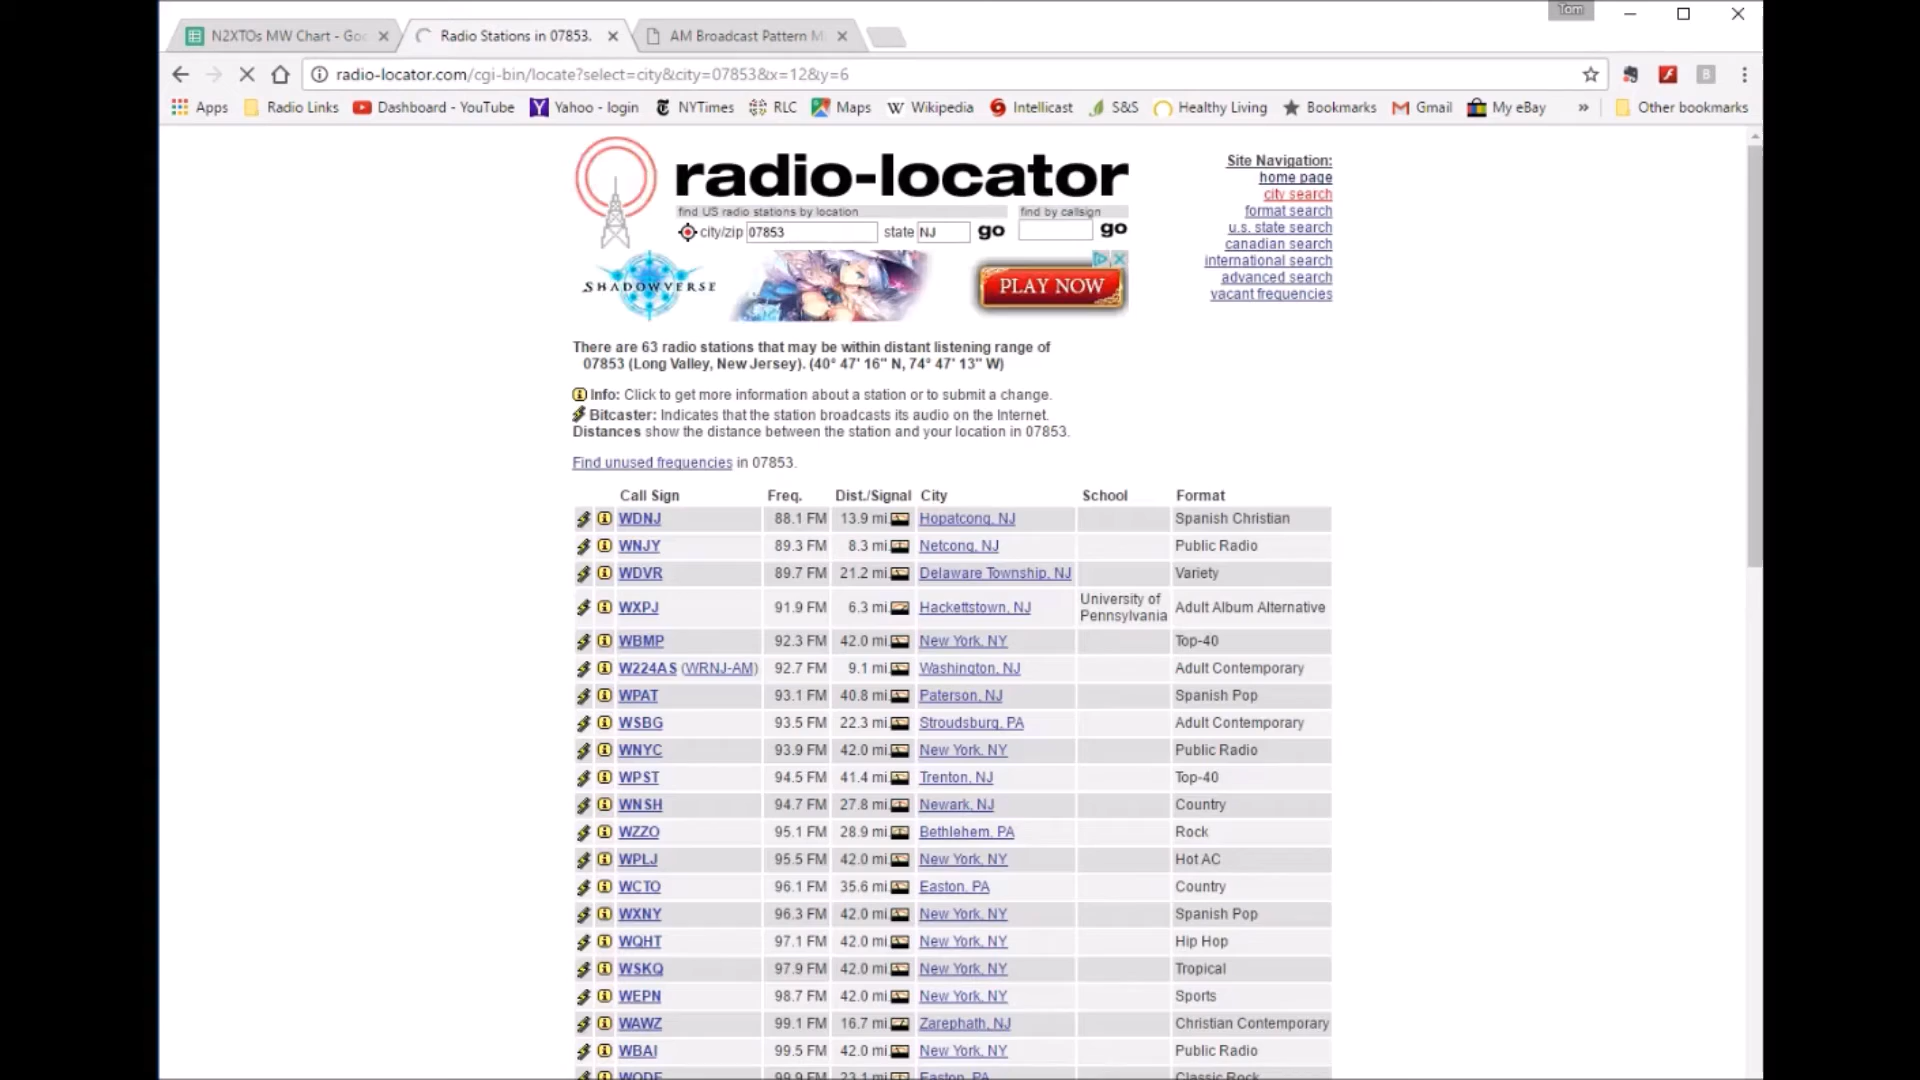 Tom
N2XTOs MW Chart - Goo
Radio Stations in 07853.
AM Broadcast Pattern M
radio-locator.com/cgi-bin/locate?select=city&city=07853&x=12&y=6
Apps Radio Links Dashboard - YouTube Yahoo - login NYTimes RLC Maps Wikipedia Intellicast S&S Healthy Living Bookmarks Gmail My eBay » Other bookmarks
radio-locator
find US radio stations by location find by callsign
city/zip 07853 state NJ go go
SHADOWVERSE
PLAY NOW
Site Navigation:
home page
city search
format search
u.s. state search
canadian search
international search
advanced search
vacant frequencies
There are 63 radio stations that may be within distant listening range of
07853 (Long Valley, New Jersey). (40° 47' 16" N, 74° 47' 13" W)
Info: Click to get more information about a station or to submit a change.
Bitcaster: Indicates that the station broadcasts its audio on the Internet.
Distances show the distance between the station and your location in 07853.
Find unused frequencies in 07853.
Call Sign Freq. Dist./Signal City School Format
WDNJ 88.1 FM 13.9 mi. Hopatcong, NJ Spanish Christian
WNJY 89.3 FM 8.3 mi. Netcong, NJ Public Radio
WDVR 89.7 FM 21.2 mi. Delaware Township, NJ Variety
WXPJ 91.9 FM 6.3 mi. Hackettstown, NJ University of Pennsylvania Adult Album Alternative
WBMP 92.3 FM 42.0 mi. New York, NY Top-40
W224AS (WRNJ-AM) 92.7 FM 9.1 mi. Washington, NJ Adult Contemporary
WPAT 93.1 FM 40.8 mi. Paterson, NJ Spanish Pop
WSBG 93.5 FM 22.3 mi. Stroudsburg, PA Adult Contemporary
WNYC 93.9 FM 42.0 mi. New York, NY Public Radio
WPST 94.5 FM 41.4 mi. Trenton, NJ Top-40
WNSH 94.7 FM 27.8 mi. Newark, NJ Country
WZZO 95.1 FM 28.9 mi. Bethlehem, PA Rock
WPLJ 95.5 FM 42.0 mi. New York, NY Hot AC
WCTO 96.1 FM 35.6 mi. Easton, PA Country
WXNY 96.3 FM 42.0 mi. New York, NY Spanish Pop
WQHT 97.1 FM 42.0 mi. New York, NY Hip Hop
WSKQ 97.9 FM 42.0 mi. New York, NY Tropical
WEPN 98.7 FM 42.0 mi. New York, NY Sports
WAWZ 99.1 FM 16.7 mi. Zarephath, NJ Christian Contemporary
WBAI 99.5 FM 42.0 mi. New York, NY Public Radio
WODE 99.9 FM 23.1 mi. Easton, PA Classic Rock